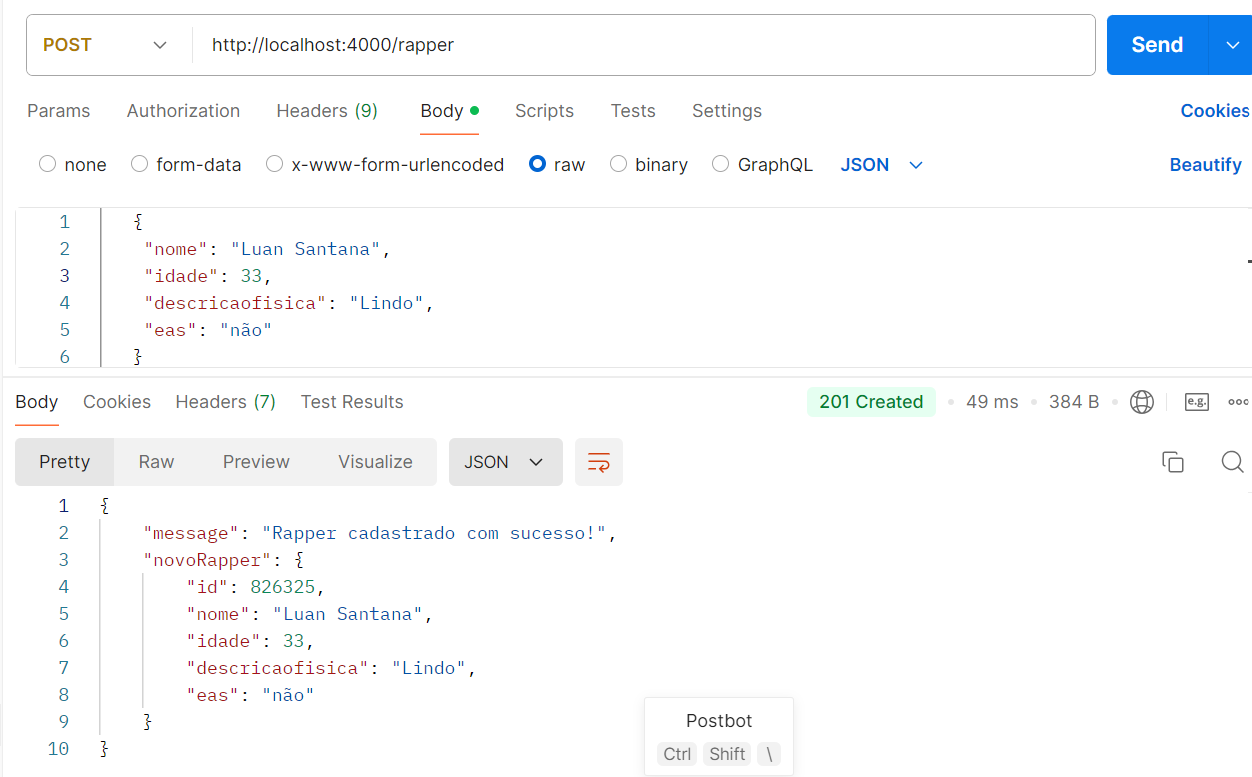 POST http://localhost:4000/rapper Send
Params Authorization Headers (9) Body Scripts Tests Settings Cookies
none form-data x-www-form-urlencoded raw binary GraphQL JSON Beautify
1 {
2 "nome": "Luan Santana",
3 "idade": 33,
4 "descricaofisica": "Lindo",
5 "eas": "não"
6 }
Body Cookies Headers (7) Test Results 201 Created 49 ms 384 B e.g.
Pretty Raw Preview Visualize JSON
1 {
2 "message": "Rapper cadastrado com sucesso!",
3 "novoRapper": {
4 "id": 826325,
5 "nome": "Luan Santana",
6 "idade": 33,
7 "descricaofisica": "Lindo",
8 "eas": "não"
9 }
10 }
Postbot
Ctrl Shift \